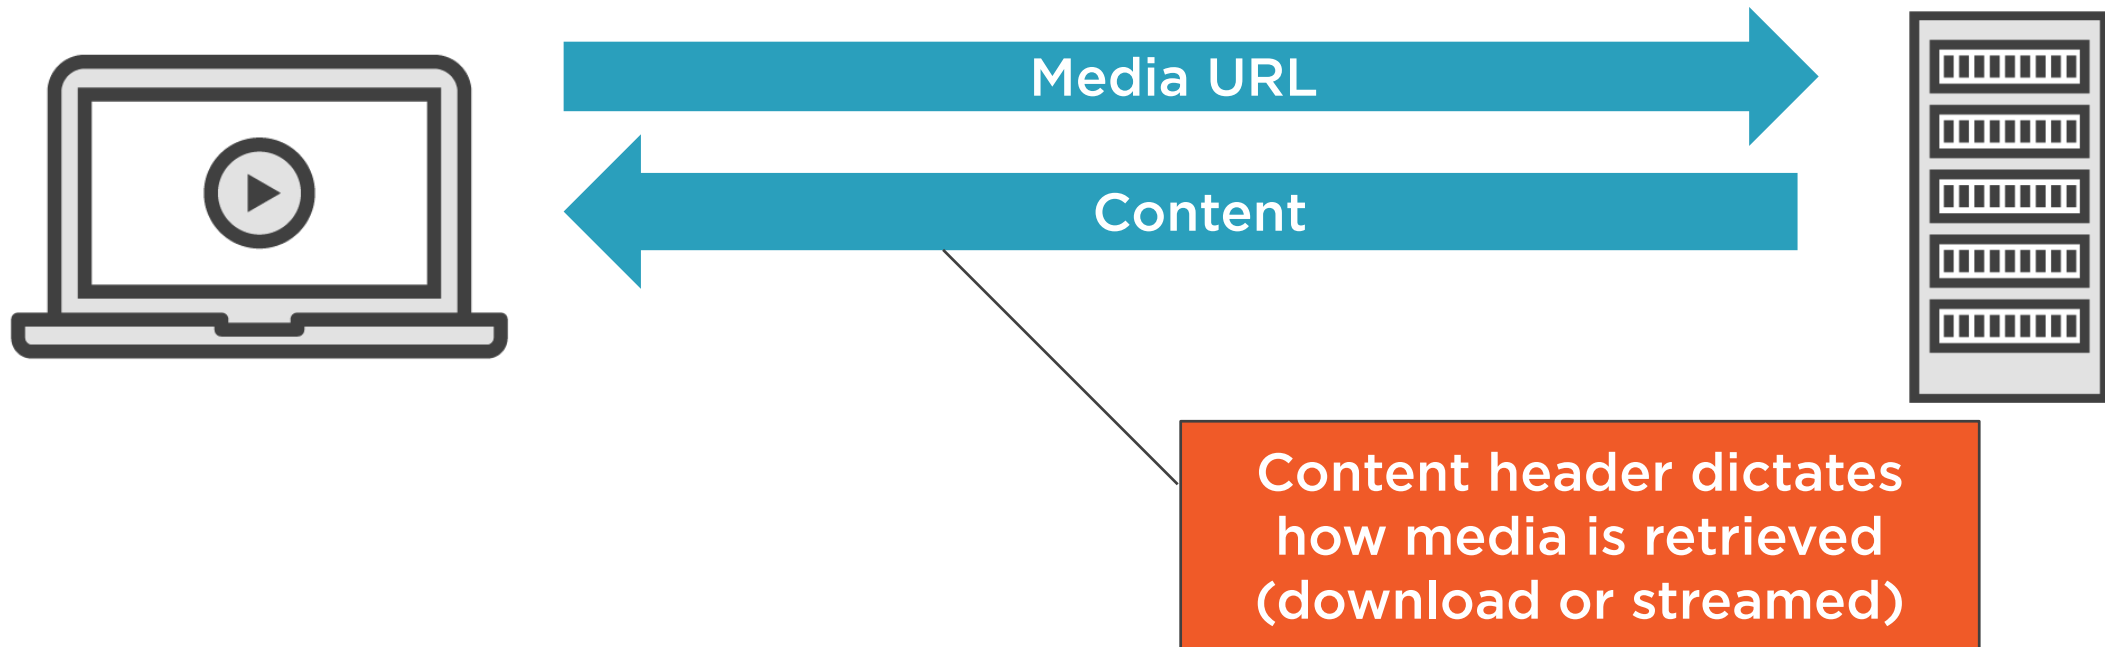 Media URL
Content
Content header dictates
how media is retrieved
(download or streamed)